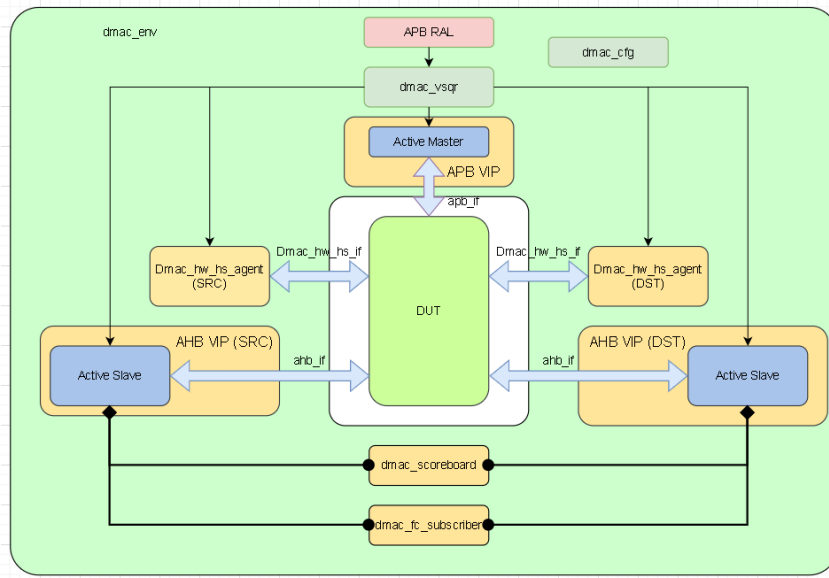 dmac_env
APB RAL
dmac_cfg
dmac_vsqr
Active Master
APB VIP
apb_if
Dmac_hw_hs_if
Dmac_hw_hs_if
Dmac_hw_hs_agent
(SRC)
Dmac_hw_hs_agent
(DST)
DUT
AHB VIP (SRC)
AHB VIP (DST)
ahb_if
ahb_if
Active Slave
Active Slave
dmac_scoreboard
dmac_fc_subscriber